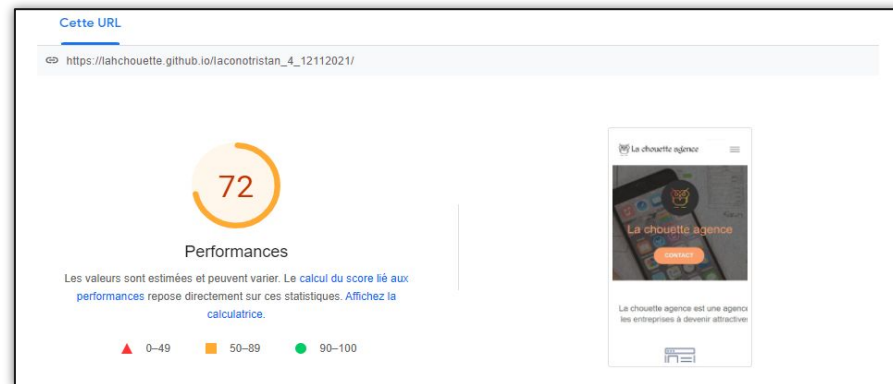 Cette URL
https://lahchouette.github.io/laconotristan_4_12112021/
72
Performances
Les valeurs sont estimées et peuvent varier. Le calcul du score lié aux
performances repose directement sur ces statistiques. Affichez la
calculatrice.
0–49
50–89
90–100
La chouette agence
La chouette agence
CONTACT
La chouette agence est une agence
les entreprises à devenir attractives